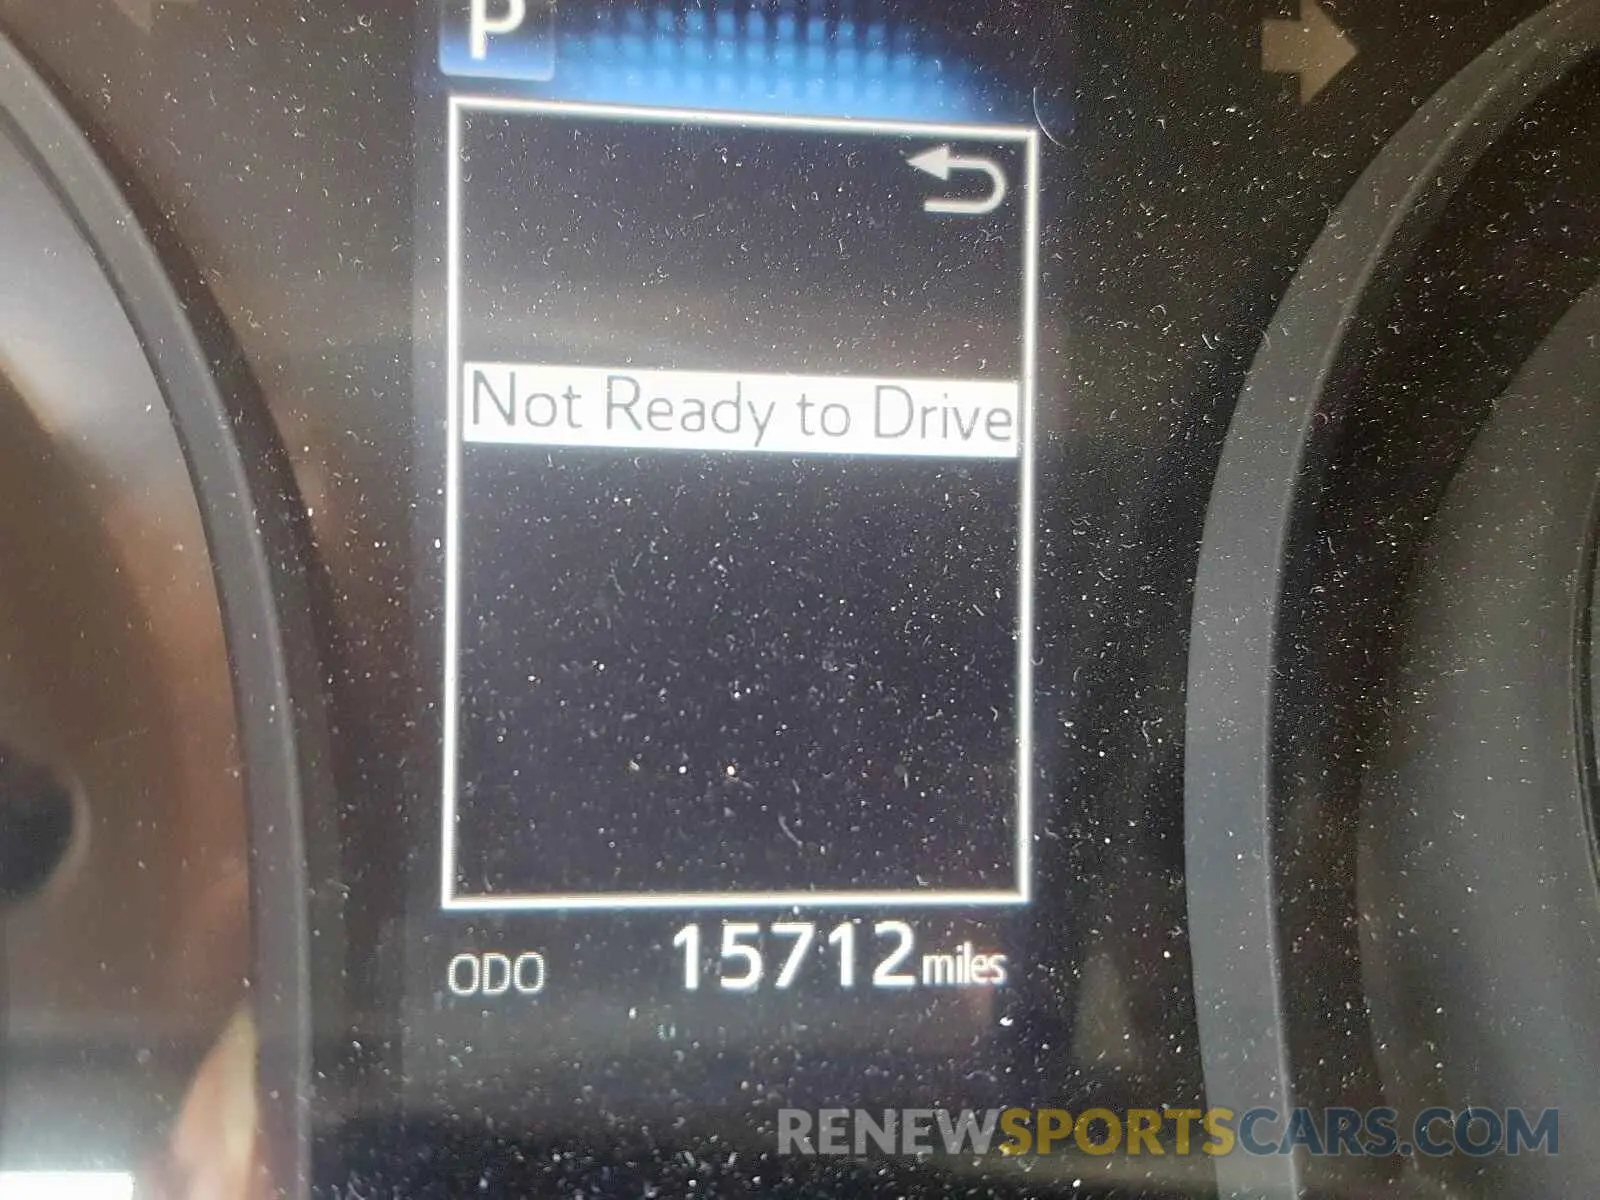 P
Not Ready to Drive
ODO 15712 miles
RENEWSPORTSCARS.COM